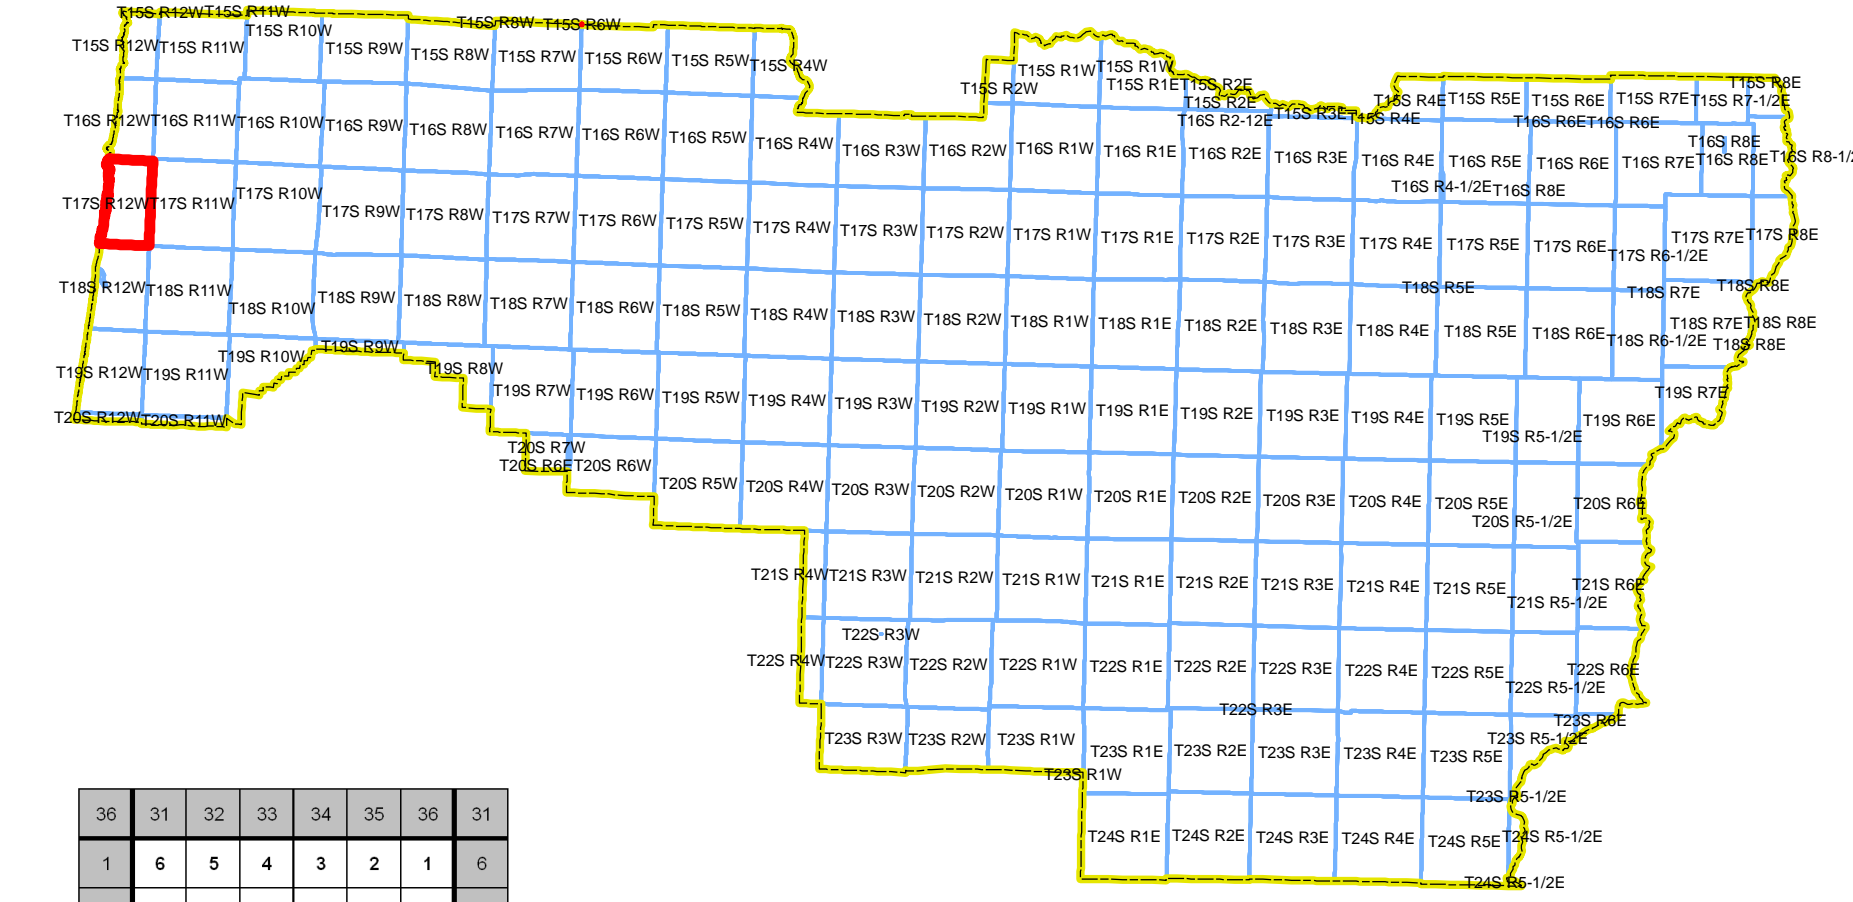 T15S R12W T15S R11W T15S R8W T15S R6W
T15S R12W T15S R11W T15S R10W T15S R9W T15S R8W T15S R7W T15S R6W T15S R5W T15S R4W T15S R2W T15S R1W T15S R1W T15S R1E T15S R2E T15S R2E T15S R3E T15S R4E T15S R4E T15S R5E T15S R6E T15S R7E T15S R7-1/2E T15S R8E
T16S R2-12E T16S R6E T16S R6E T16S R8E
T16S R12W T16S R11W T16S R10W T16S R9W T16S R8W T16S R7W T16S R6W T16S R5W T16S R4W T16S R3W T16S R2W T16S R1W T16S R1E T16S R2E T16S R3E T16S R4E T16S R5E T16S R6E T16S R7E T16S R8E T16S R8-1/2
T16S R4-1/2E T16S R8E
T17S R12W T17S R11W T17S R10W T17S R9W T17S R8W T17S R7W T17S R6W T17S R5W T17S R4W T17S R3W T17S R2W T17S R1W T17S R1E T17S R2E T17S R3E T17S R4E T17S R5E T17S R6E T17S R6-1/2E T17S R7E T17S R8E
T18S R5E T18S R7E T18S R8E
T18S R12W T18S R11W T18S R10W T18S R9W T18S R8W T18S R7W T18S R6W T18S R5W T18S R4W T18S R3W T18S R2W T18S R1W T18S R1E T18S R2E T18S R3E T18S R4E T18S R5E T18S R6E T18S R6-1/2E T18S R7E T18S R8E
T18S R8E
T19S R12W T19S R11W T19S R10W T19S R9W T19S R8W T19S R7W T19S R6W T19S R5W T19S R4W T19S R3W T19S R2W T19S R1W T19S R1E T19S R2E T19S R3E T19S R4E T19S R5E T19S R5-1/2E T19S R6E T19S R7E
T20S R12W T20S R11W T20S R7W
T20S R6E T20S R6W T20S R5W T20S R4W T20S R3W T20S R2W T20S R1W T20S R1E T20S R2E T20S R3E T20S R4E T20S R5E T20S R5-1/2E T20S R6E
T21S R4W T21S R3W T21S R2W T21S R1W T21S R1E T21S R2E T21S R3E T21S R4E T21S R5E T21S R5-1/2E T21S R6E
T22S R3W
T22S R4W T22S R3W T22S R2W T22S R1W T22S R1E T22S R2E T22S R3E T22S R4E T22S R5E T22S R5-1/2E T22S R6E
T22S R3E T23S R6E
T23S R3W T23S R2W T23S R1W T23S R1E T23S R2E T23S R3E T23S R4E T23S R5E T23S R5-1/2E
T23S R1W T23S R5-1/2E
T24S R1E T24S R2E T24S R3E T24S R4E T24S R5E T24S R5-1/2E
T24S R5-1/2E
36 31 32 33 34 35 36 31
1 6 5 4 3 2 1 6